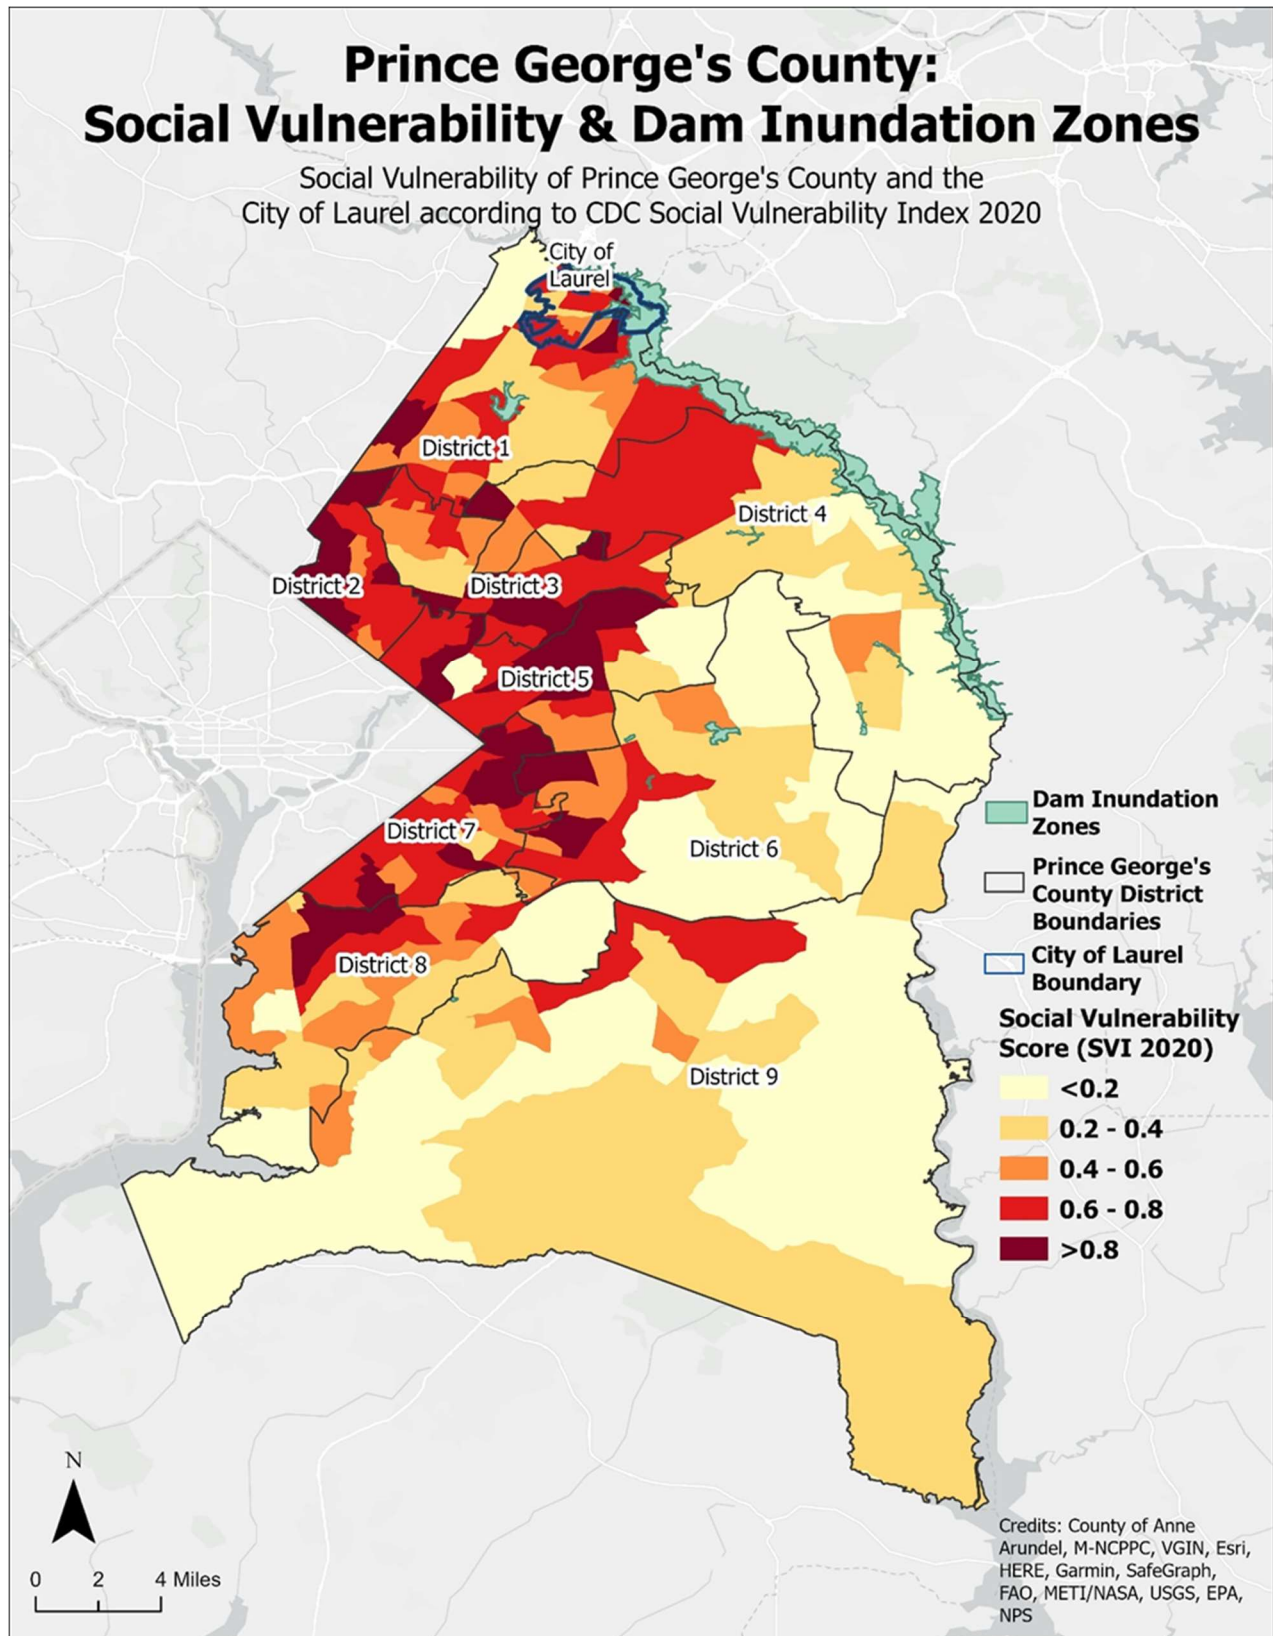 Prince George's County:
Social Vulnerability & Dam Inundation Zones
Social Vulnerability of Prince George's County and the
City of Laurel according to CDC Social Vulnerability Index 2020
City of
Laurel
District 1
District 4
District 2
District 3
District 5
District 7
District 6
District 8
District 9
Dam Inundation
Zones
Prince George's
County District
Boundaries
City of Laurel
Boundary
Social Vulnerability
Score (SVI 2020)
<0.2
0.2 - 0.4
0.4 - 0.6
0.6 - 0.8
>0.8
N
0 2 4 Miles
Credits: County of Anne
Arundel, M-NCPPC, VGIN, Esri,
HERE, Garmin, SafeGraph,
FAO, METI/NASA, USGS, EPA,
NPS